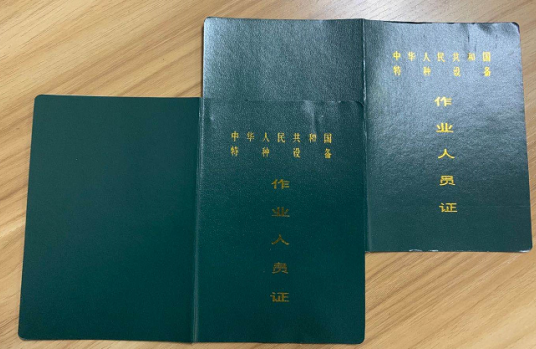 中华人民共和国
特种设备
作业人员证
中华人民共和国
特种设备
作业人员证